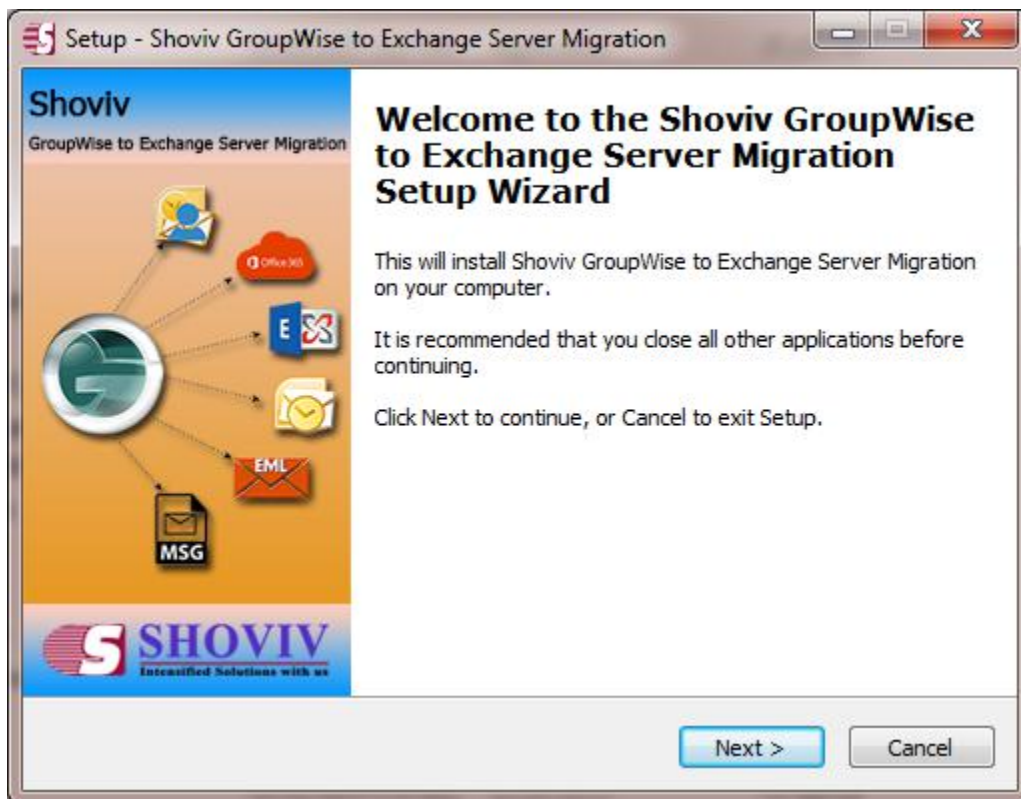 Setup - Shoviv GroupWise to Exchange Server Migration
Shoviv
GroupWise to Exchange Server Migration
Office 365
E
EML
MSG
SHOVIV
Intensified Solutions with us
Welcome to the Shoviv GroupWise
to Exchange Server Migration
Setup Wizard
This will install Shoviv GroupWise to Exchange Server Migration
on your computer.
It is recommended that you close all other applications before
continuing.
Click Next to continue, or Cancel to exit Setup.
Next >
Cancel